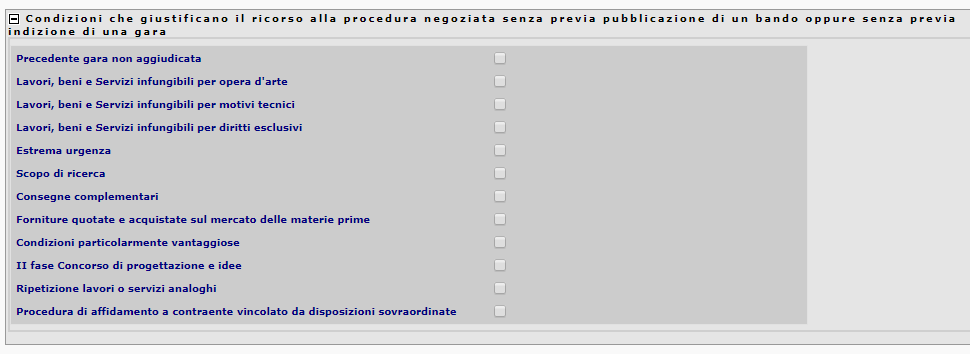 Condizioni che giustificano il ricorso alla procedura negoziata senza previa pubblicazione di un bando oppure senza previa
indizione di una gara
Precedente gara non aggiudicata
Lavori, beni e Servizi infungibili per opera d'arte
Lavori, beni e Servizi infungibili per motivi tecnici
Lavori, beni e Servizi infungibili per diritti esclusivi
Estrema urgenza
Scopo di ricerca
Consegne complementari
Forniture quotate e acquistate sul mercato delle materie prime
Condizioni particolarmente vantaggiose
II fase Concorso di progettazione e idee
Ripetizione lavori o servizi analoghi
Procedura di affidamento a contraente vincolato da disposizioni sovraordinate